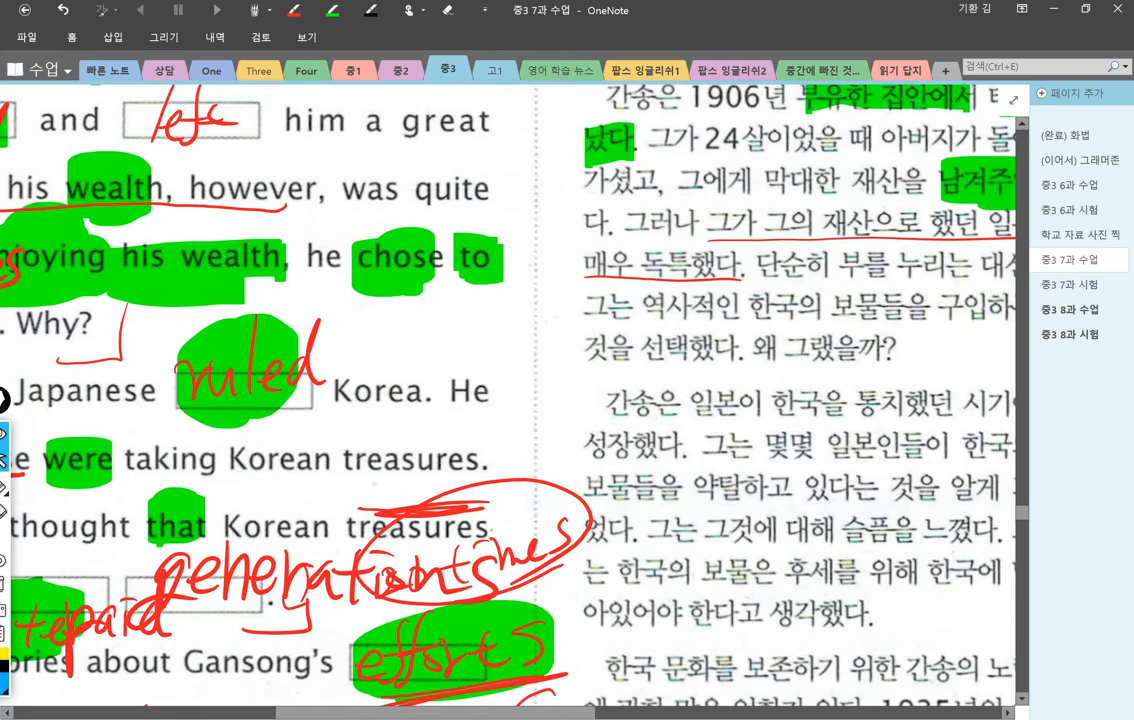 중3 7과 수업 - OneNote
기환 김
파일 홈 삽입 그리기 내역 검토 보기
수업 빠른 노트 상담 One Three Four 중1 중2 중3 고1 영어 학습 뉴스 팝스 잉글리쉬1 팝스 잉글리쉬2 중간에 빠진 것... 읽기 답지 + 검색(Ctrl+E)
페이지 추가
(완료) 화법
(이어서) 그래머존
중3 6과 수업
중3 6과 시험
학교 자료 사진 찍
중3 7과 수업
중3 7과 시험
중3 8과 수업
중3 8과 시험
and left him a great
his wealth, however, was quite
njoying his wealth, he chose to
. Why?
Japanese ruled Korea. He
e were taking Korean treasures.
thought that Korean treasures
generations
.
ories about Gansong's efforts
간송은 1906년 부유한 집안에서 태
났다. 그가 24살이었을 때 아버지가 돌
가셨고, 그에게 막대한 재산을 남겨주
다. 그러나 그가 그의 재산으로 했던 일
매우 독특했다. 단순히 부를 누리는 대
그는 역사적인 한국의 보물들을 구입하
것을 선택했다. 왜 그랬을까?
간송은 일본이 한국을 통치했던 시기
성장했다. 그는 몇몇 일본인들이 한국
보물들을 약탈하고 있다는 것을 알게
었다. 그는 그것에 대해 슬픔을 느꼈다.
는 한국의 보물은 후세를 위해 한국에
아있어야 한다고 생각했다.
한국 문화를 보존하기 위한 간송의 노